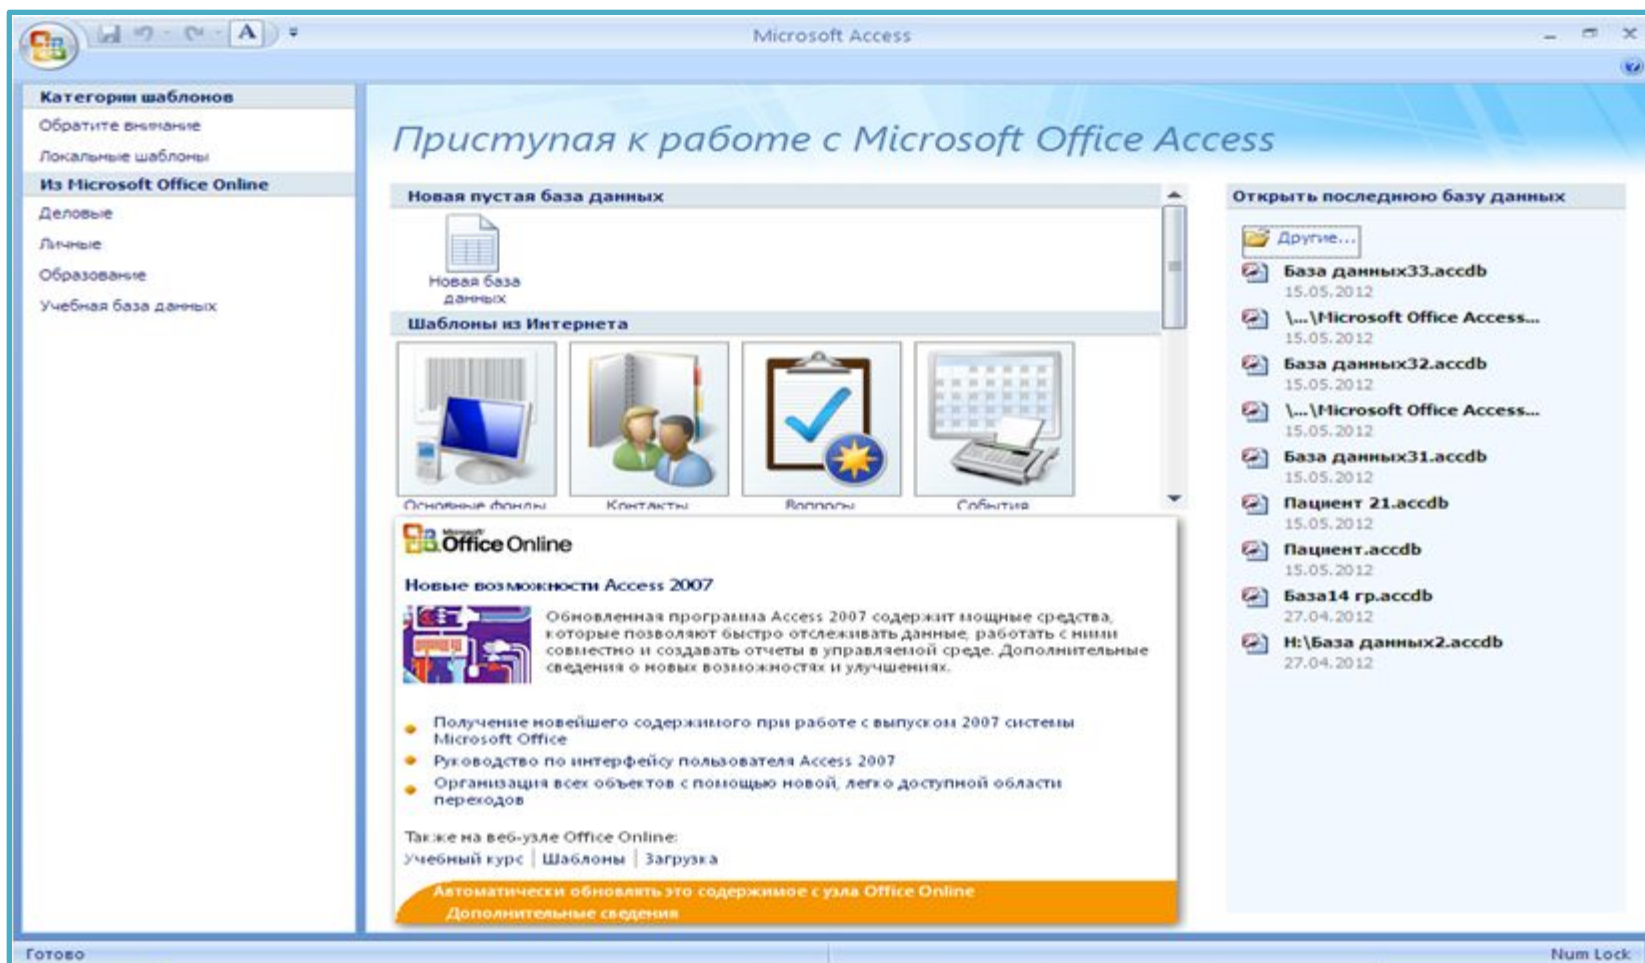 Microsoft Access
Категории шаблонов
Обратите внимание
Локальные шаблоны
Из Microsoft Office Online
Деловые
Личные
Образование
Учебная база данных
Приступая к работе с Microsoft Office Access
Новая пустая база данных
Новая база
данных
Шаблоны из Интернета
Основные фонды
Контакты
Вопросы
События
Microsoft
Office Online
Новые возможности Access 2007
Обновленная программа Access 2007 содержит мощные средства,
которые позволяют быстро отслеживать данные, работать с ними
совместно и создавать отчеты в управляемой среде. Дополнительные
сведения о новых возможностях и улучшениях.
Получение новейшего содержимого при работе с выпуском 2007 системы
Microsoft Office
Руководство по интерфейсу пользователя Access 2007
Организация всех объектов с помощью новой, легко доступной области
переходов
Также на веб-узле Office Online:
Учебный курс | Шаблоны | Загрузка
Автоматически обновлять это содержимое с узла Office Online
Дополнительные сведения
Открыть последнюю базу данных
Другие...
База данных33.accdb
15.05.2012
\...\Microsoft Office Access...
15.05.2012
База данных32.accdb
15.05.2012
\...\Microsoft Office Access...
15.05.2012
База данных31.accdb
15.05.2012
Пациент 21.accdb
15.05.2012
Пациент.accdb
15.05.2012
База14 гр.accdb
27.04.2012
H:\База данных2.accdb
27.04.2012
Готово
Num Lock